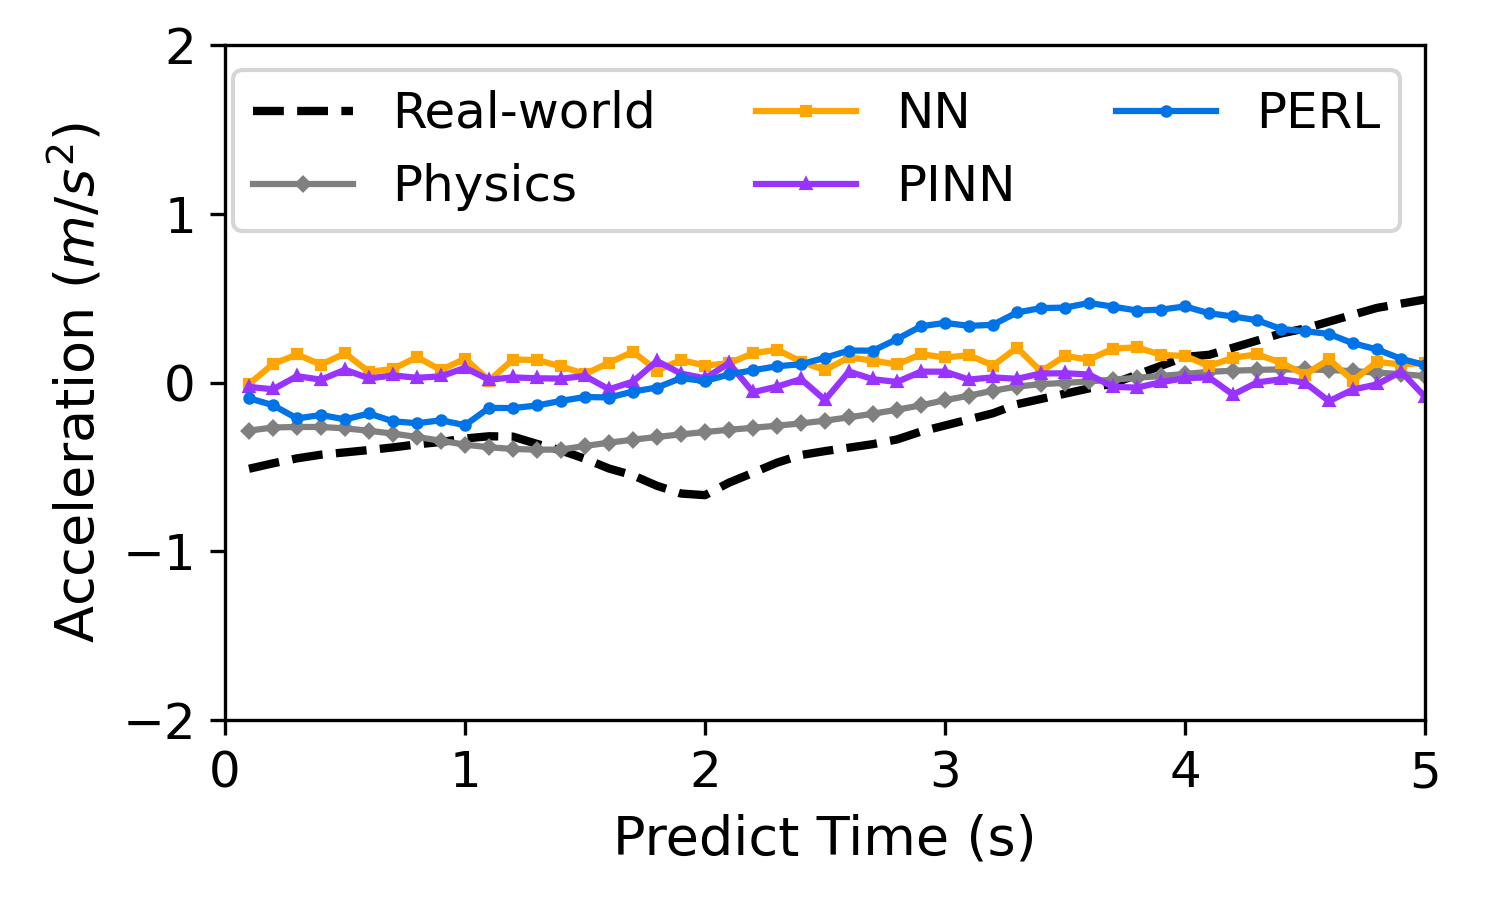 2
1
0
−1
−2
Acceleration (m/s²)
Real-world
Physics
NN
PINN
PERL
0 1 2 3 4 5
Predict Time (s)